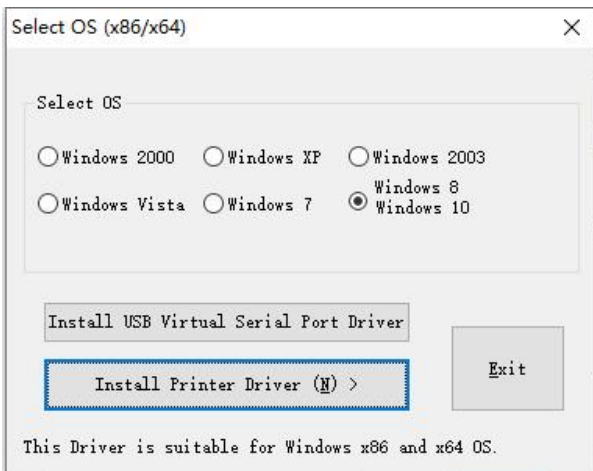 Select OS (x86/x64)
Select OS
Windows 2000 Windows XP Windows 2003
Windows Vista Windows 7 Windows 8
Windows 10
Install USB Virtual Serial Port Driver
Install Printer Driver (N) >
Exit
This Driver is suitable for Windows x86 and x64 OS.